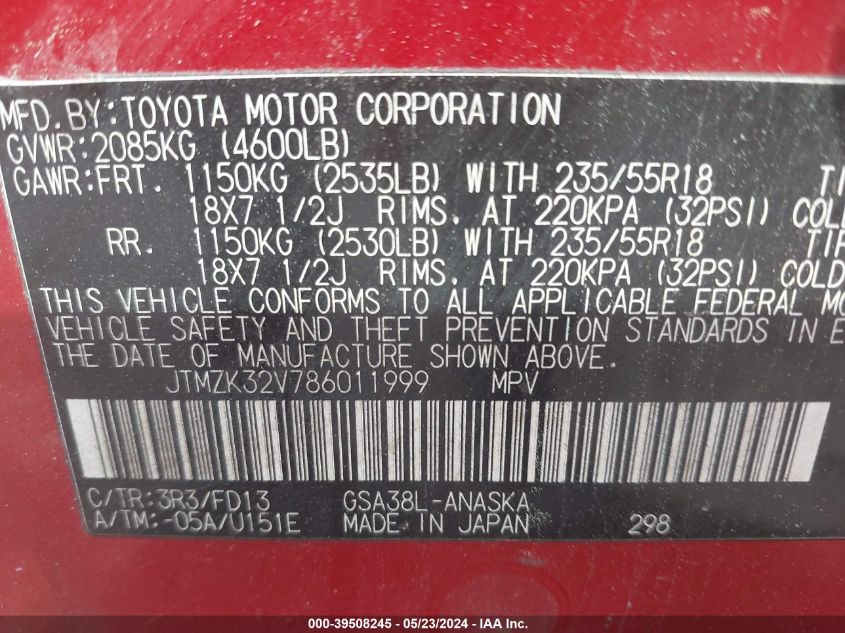 MFD. BY: TOYOTA MOTOR CORPORATION
GVWR: 2085KG (4600LB)
GAWR: FRT. 1150KG (2535LB) WITH 235/55R18
18X7 1/2J RIMS. AT 220KPA (32PSI) COLD
RR. 1150KG (2530LB) WITH 235/55R18
18X7 1/2J RIMS. AT 220KPA (32PSI) COLD
THIS VEHICLE CONFORMS TO ALL APPLICABLE FEDERAL
VEHICLE SAFETY AND THEFT PREVENTION STANDARDS IN
THE DATE OF MANUFACTURE SHOWN ABOVE.
JTMZK32V786011999 MPV
C/TR: 3R3/FD13 GSA38L-ANASKA
A/TM: -05A/U151E MADE IN JAPAN 298
000-39508245 - 05/23/2024 - IAA, Inc.